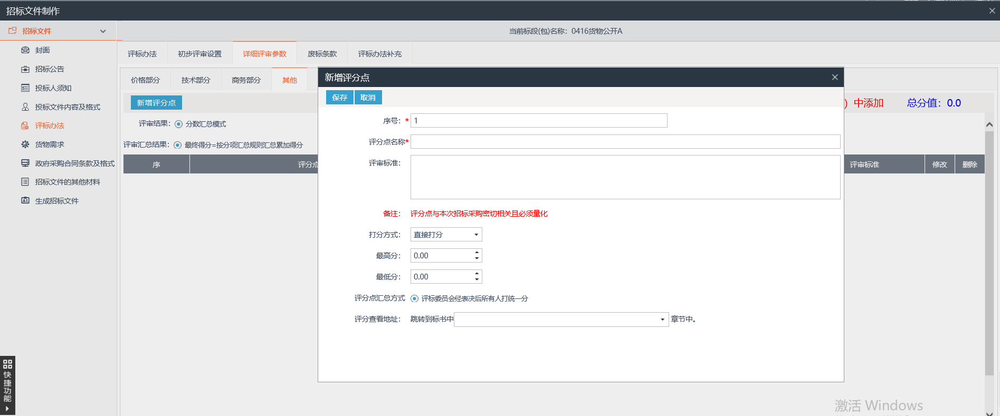 招标文件制作
招标文件
当前标段(包)名称：0416货物公开A
封面
招标公告
投标人须知
投标文件内容及格式
评标办法
货物需求
政府采购合同条款及格式
招标文件的其他材料
生成招标文件
快捷功能
评标办法 初步评审设置 详细评审参数 废标条款 评标办法补充
价格部分 技术部分 商务部分 其他
新增评分点
）中添加 总分值：0.0
评审结果： 分数汇总模式
评审汇总结果： 最终得分=按分项汇总规则汇总累加得分
序 评分点 评审标准 修改 删除
新增评分点
保存 取消
序号：* 1
评分点名称*
评审标准：
备注： 评分点与本次招标采购密切相关且必须量化
打分方式： 直接打分
最高分： 0.00
最低分： 0.00
评分点汇总方式 评标委员会经表决后所有人打统一分
评分查看地址： 跳转到标书中 章节中。
激活 Windows